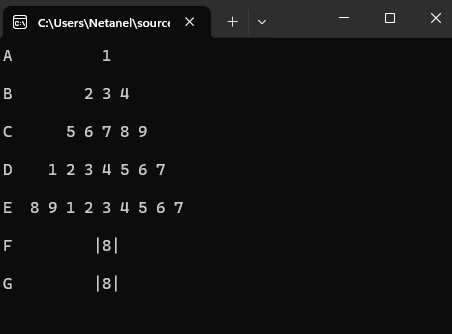 C:\Users\Netanel\source
A 1
B 2 3 4
C 5 6 7 8 9
D 1 2 3 4 5 6 7
E 8 9 1 2 3 4 5 6 7
F |8|
G |8|